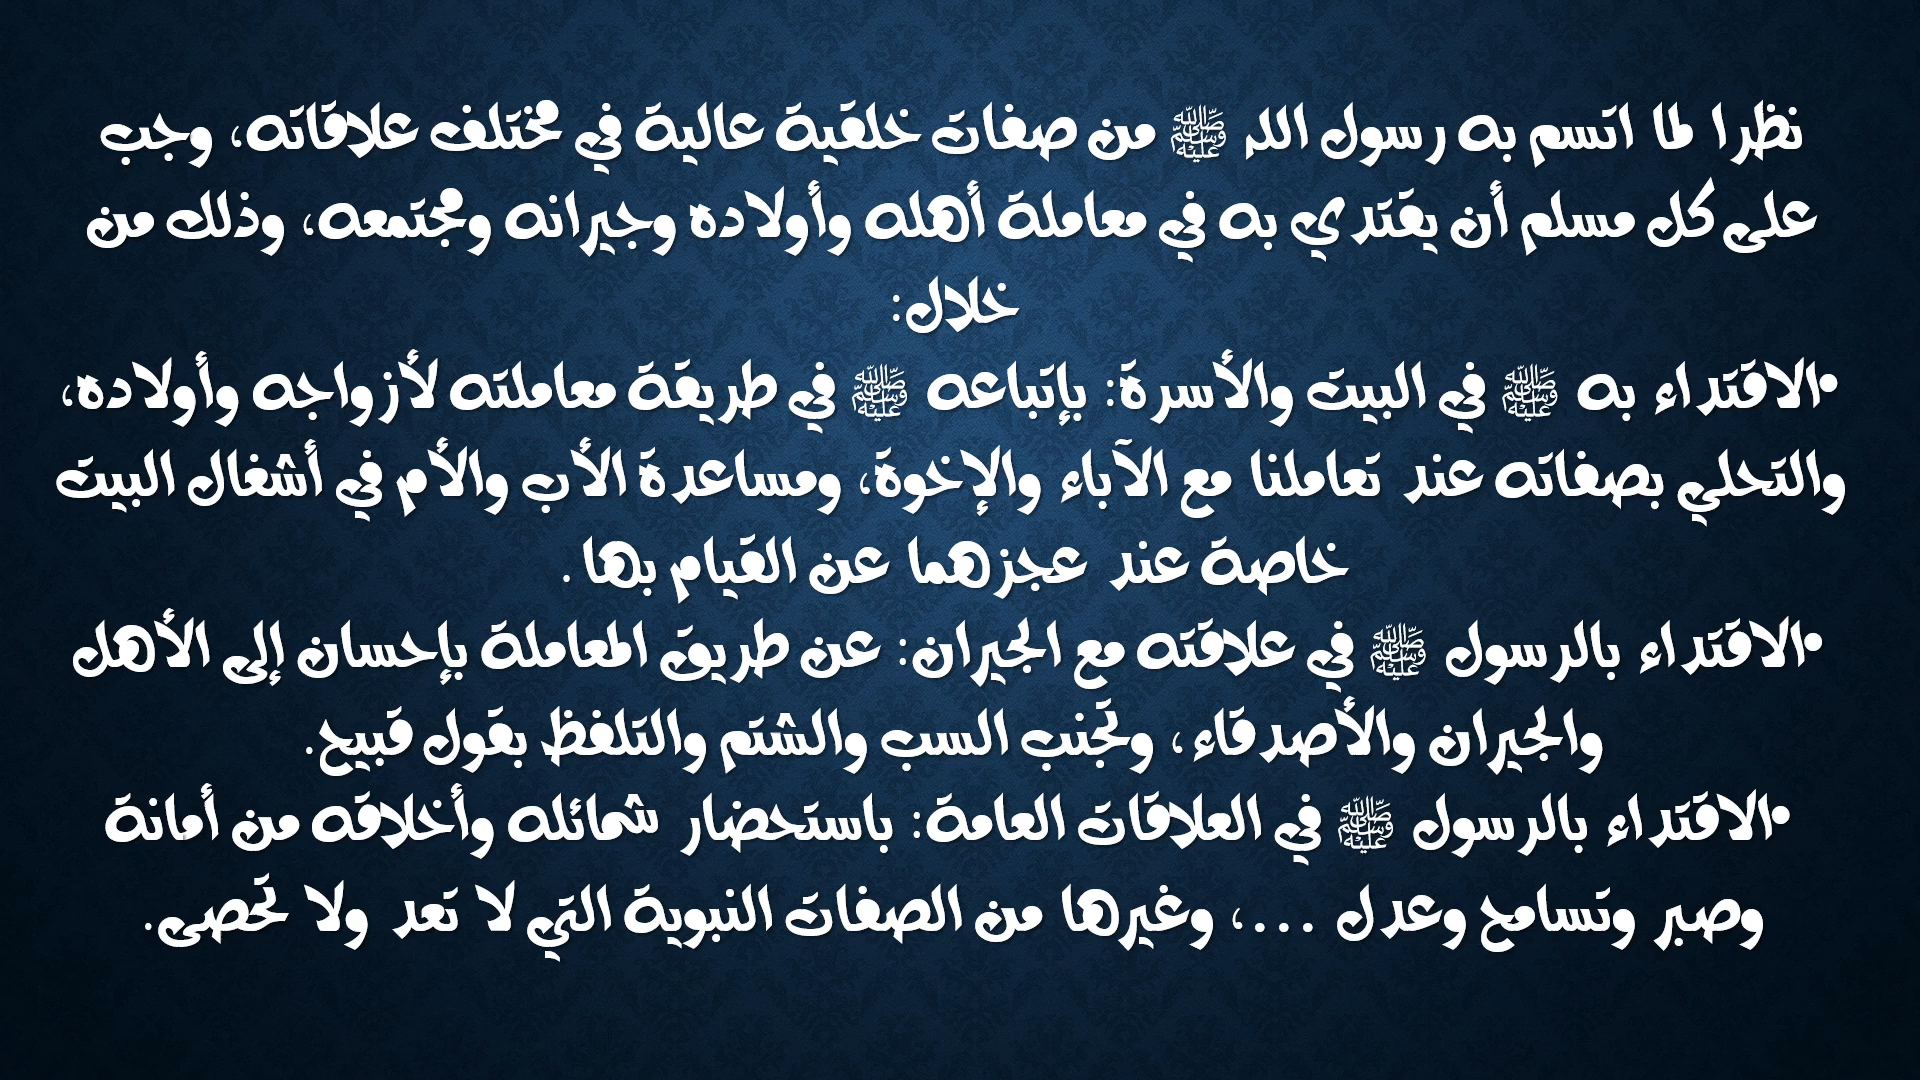 نظرا لما اتسم به رسول الله ﷺ من صفات خلقية عالية في مختلف علاقاته، وجب
على كل مسلم أن يقتدي به في معاملة أهله وأولاده وجيرانه ومجتمعه، وذلك من
خلال:
•الاقتداء به ﷺ في البيت والأسرة: بإتباعه ﷺ في طريقة معاملته لأزواجه وأولاده،
والتحلي بصفاته عند تعاملنا مع الآباء والإخوة، ومساعدة الأب والأم في أشغال البيت
خاصة عند عجزهما عن القيام بها .
•الاقتداء بالرسول ﷺ في علاقته مع الجيران: عن طريق المعاملة بإحسان إلى الأهل
والجيران والأصدقاء، وتجنب السب والشتم والتلفظ بقول قبيح.
•الاقتداء بالرسول ﷺ في العلاقات العامة: باستحضار شمائله وأخلاقه من أمانة
وصبر وتسامح وعدل ...، وغيرها من الصفات النبوية التي لا تعد ولا تحصى.